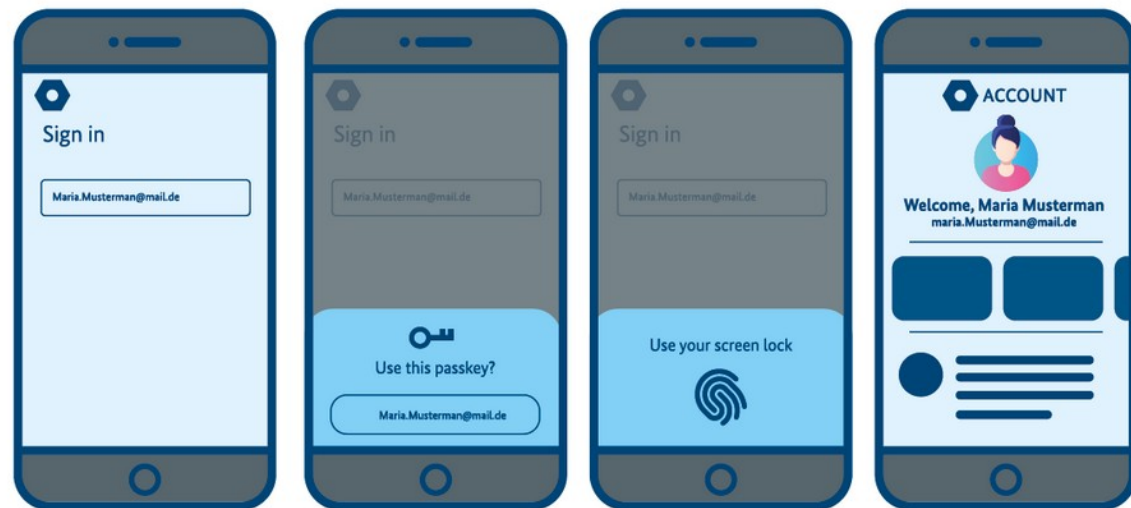 Sign in
Maria.Musterman@mail.de
Sign in
Maria.Musterman@mail.de
Use this passkey?
Maria.Musterman@mail.de
Sign in
Maria.Musterman@mail.de
Use your screen lock
ACCOUNT
Welcome, Maria Musterman
maria.Musterman@mail.de